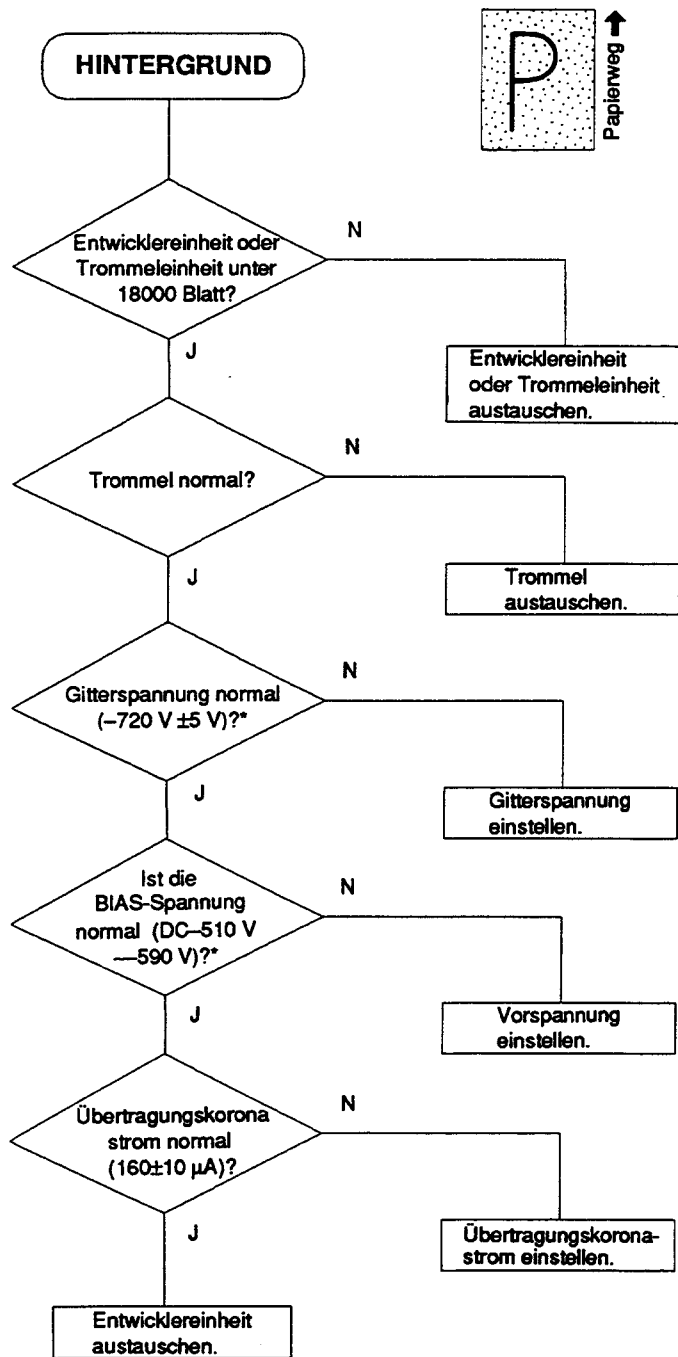 HINTERGRUND
P
Papierweg
Entwicklereinheit oder
Trommeleinheit unter
18000 Blatt?
N
J
Entwicklereinheit
oder Trommeleinheit
austauschen.
Trommel normal?
N
J
Trommel
austauschen.
Gitterspannung normal
(–720 V ±5 V)?*
N
J
Gitterspannung
einstellen.
Ist die
BIAS-Spannung
normal (DC–510 V
—590 V)?*
N
J
Vorspannung
einstellen.
Übertragungskorona
strom normal
(160±10 µA)?
N
J
Übertragungskorona-
strom einstellen.
Entwicklereinheit
austauschen.